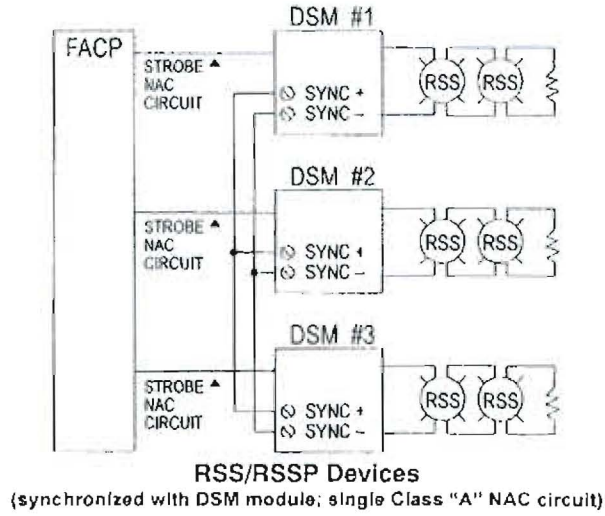 DSM #1
FACP
STROBE ▲
NAC
CIRCUIT
SYNC +
SYNC –
RSS RSS
DSM #2
STROBE ▲
NAC
CIRCUIT
SYNC +
SYNC –
RSS RSS
DSM #3
STROBE ▲
NAC
CIRCUIT
SYNC +
SYNC –
RSS RSS
RSS/RSSP Devices
(synchronized with DSM module; single Class "A" NAC circuit)